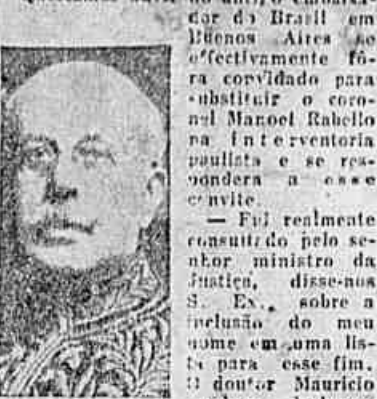 dor do Brasil em
Buenos Aires se
effectivamente fô-
ra convidado para
substituir o coro-
nel Manoel Rabello
na interventoria
paulista e se res-
pondera a esse
convite.
— Fui realmente
consultado pelo se-
nhor ministro da
Justiça, disse-nos
S. Ex., sobre a
inclusão do meu
nome em uma lis-
ta para esse fim.
O doutor Mauricio